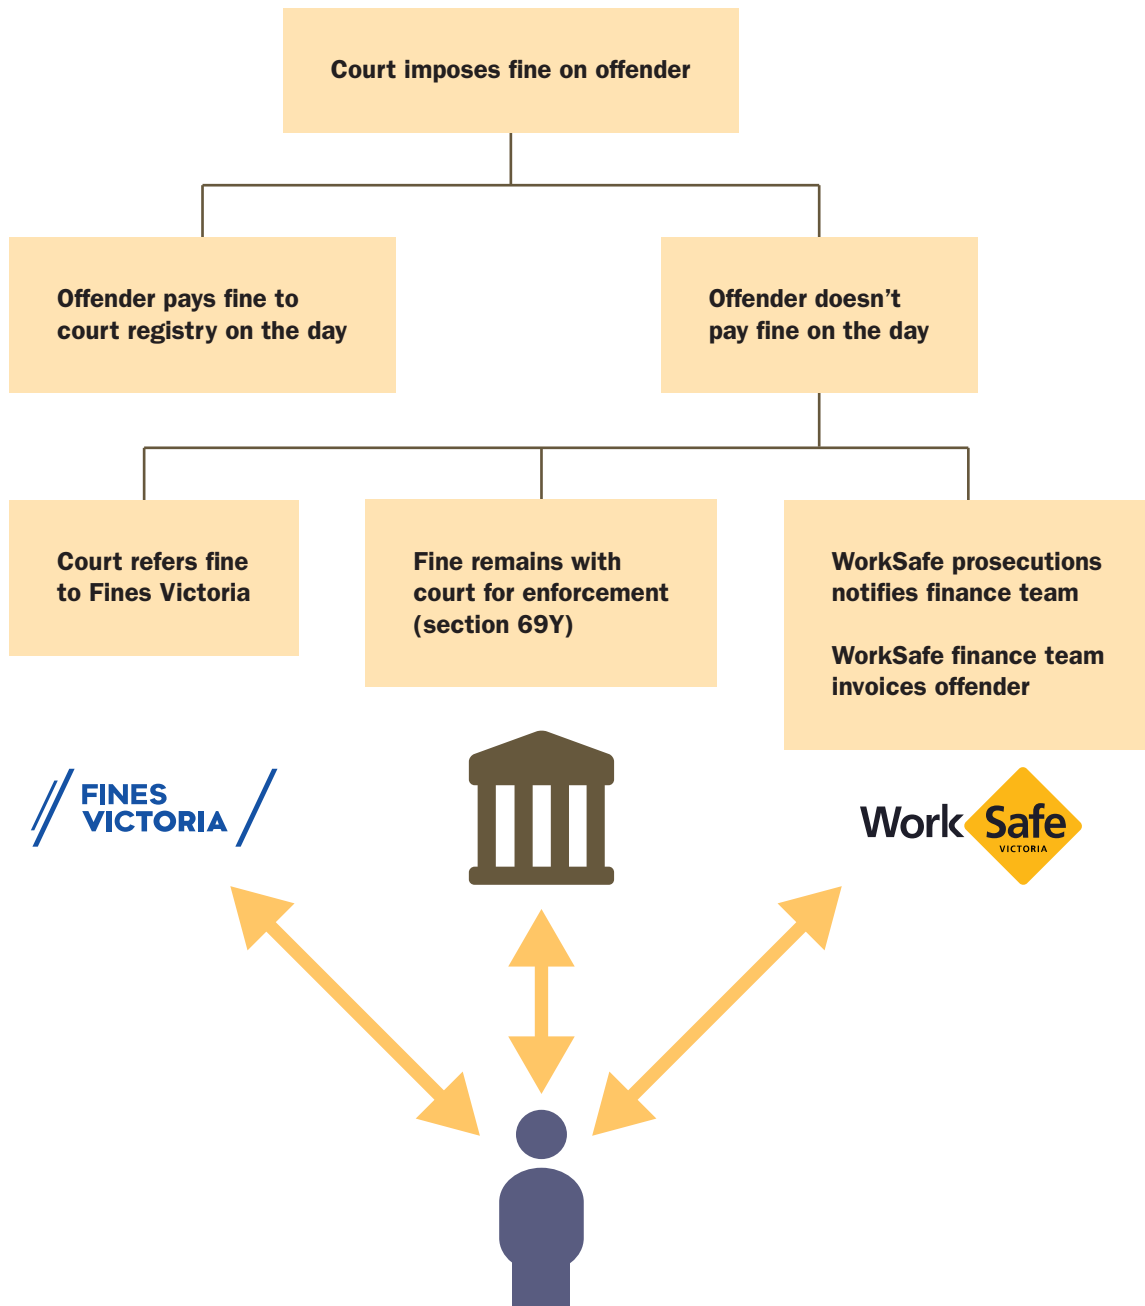 Court imposes fine on offender
Offender pays fine to
court registry on the day
Offender doesn’t
pay fine on the day
Court refers fine
to Fines Victoria
Fine remains with
court for enforcement
(section 69Y)
WorkSafe prosecutions
notifies finance team
WorkSafe finance team
invoices offender
FINES
VICTORIA
WorkSafe
VICTORIA